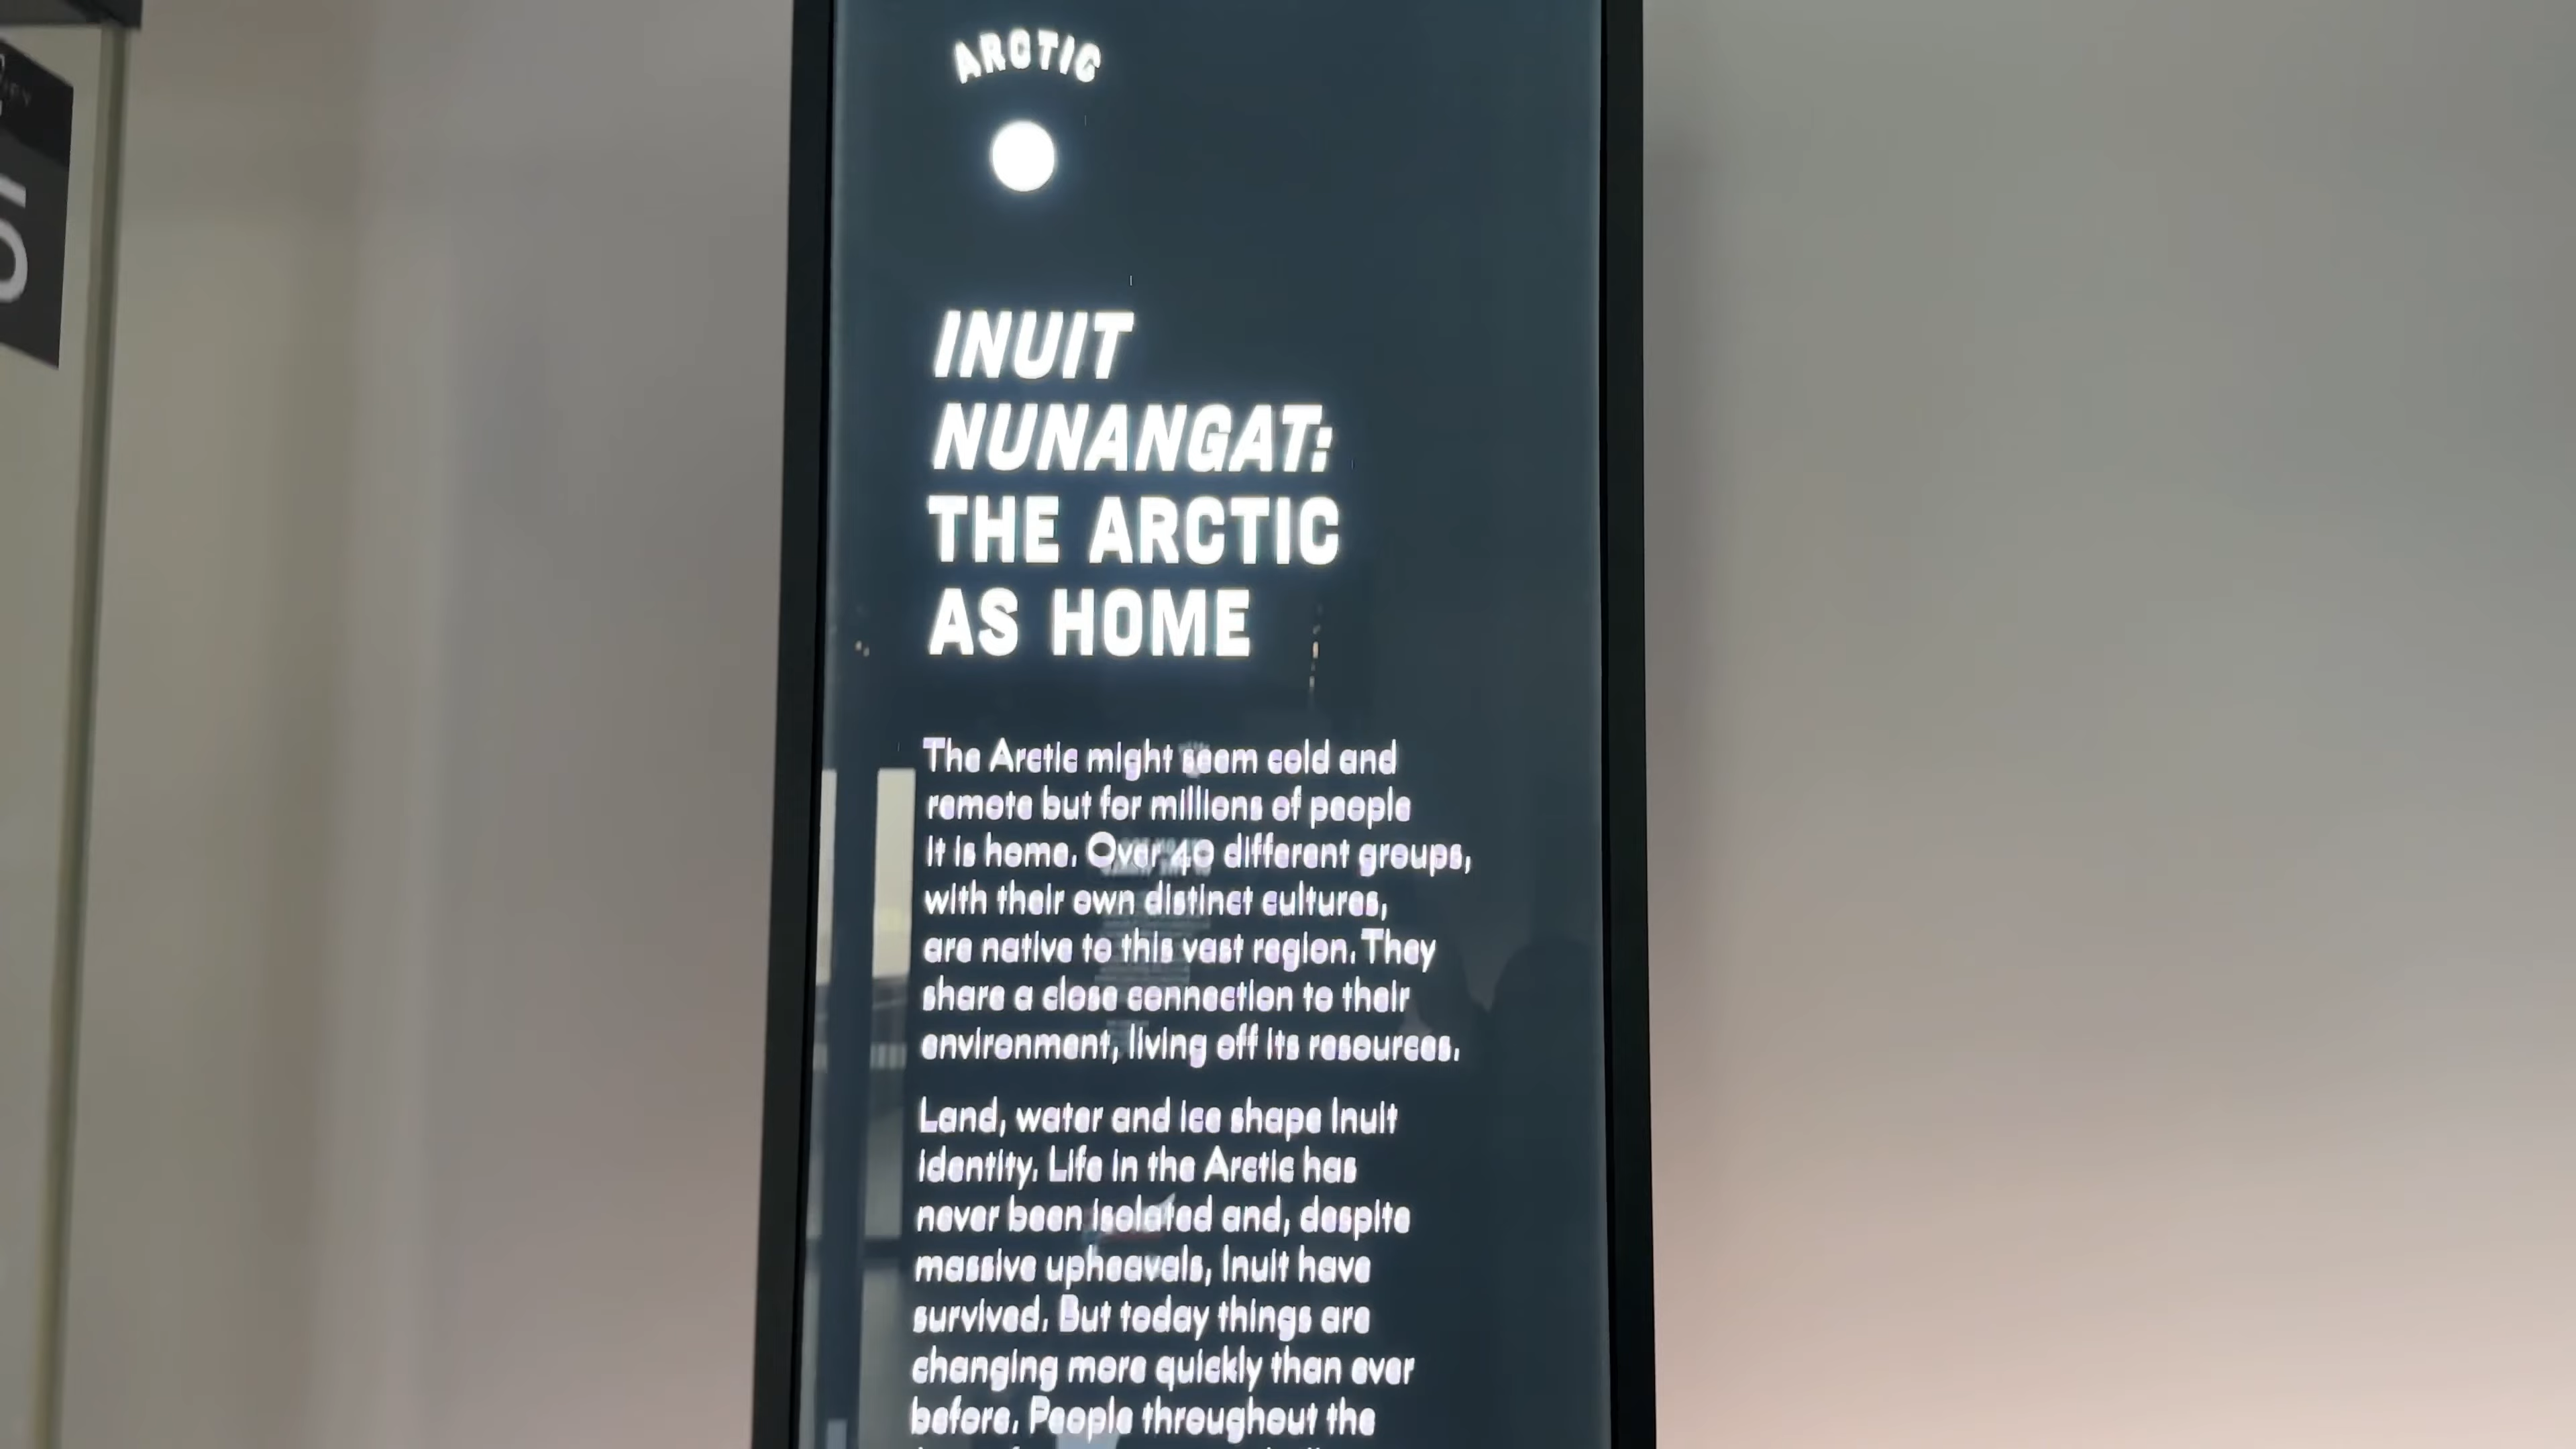 ARCTIC
INUIT
NUNANGAT:
THE ARCTIC
AS HOME
The Arctic might seem cold and
remote but for millions of people
it is home. Over 40 different groups,
with their own distinct cultures,
are native to this vast region. They
share a close connection to their
environment, living off its resources.
Land, water and ice shape Inuit
identity. Life in the Arctic has
never been isolated and, despite
massive upheavals, Inuit have
survived. But today things are
changing more quickly than ever
before. People throughout the